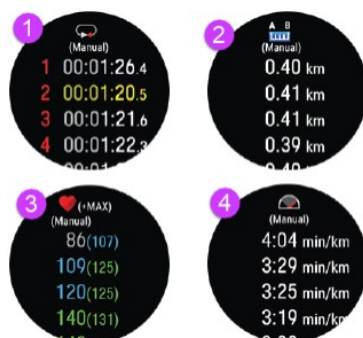 1
(Manual)
1 00:01:26.4
2 00:01:20.5
3 00:01:21.6
4 00:01:22.3
2
A B
(Manual)
0.40 km
0.41 km
0.41 km
0.39 km
3
(+MAX)
(Manual)
86(107)
109(125)
120(125)
140(131)
4
(Manual)
4:04 min/km
3:29 min/km
3:25 min/km
3:19 min/km